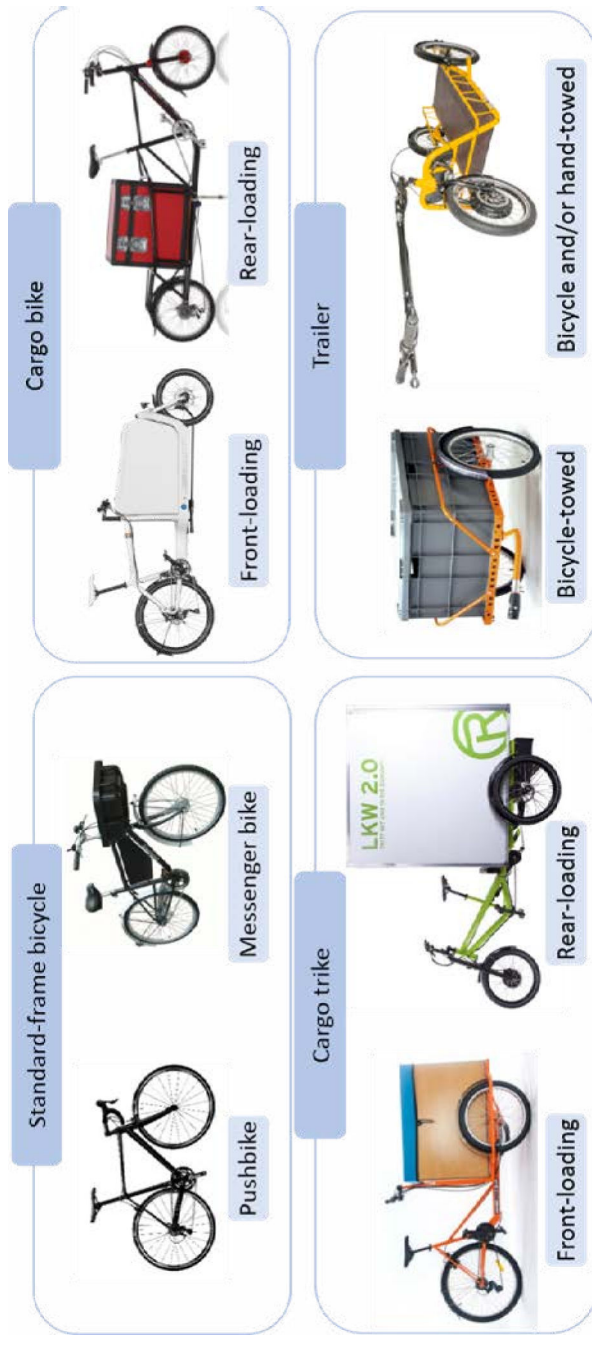 Standard-frame bicycle
Pushbike
Messenger bike
Cargo bike
Front-loading
Rear-loading
Cargo trike
Front-loading
LKW 2.0
R
Rear-loading
Trailer
Bicycle-towed
Bicycle and/or hand-towed